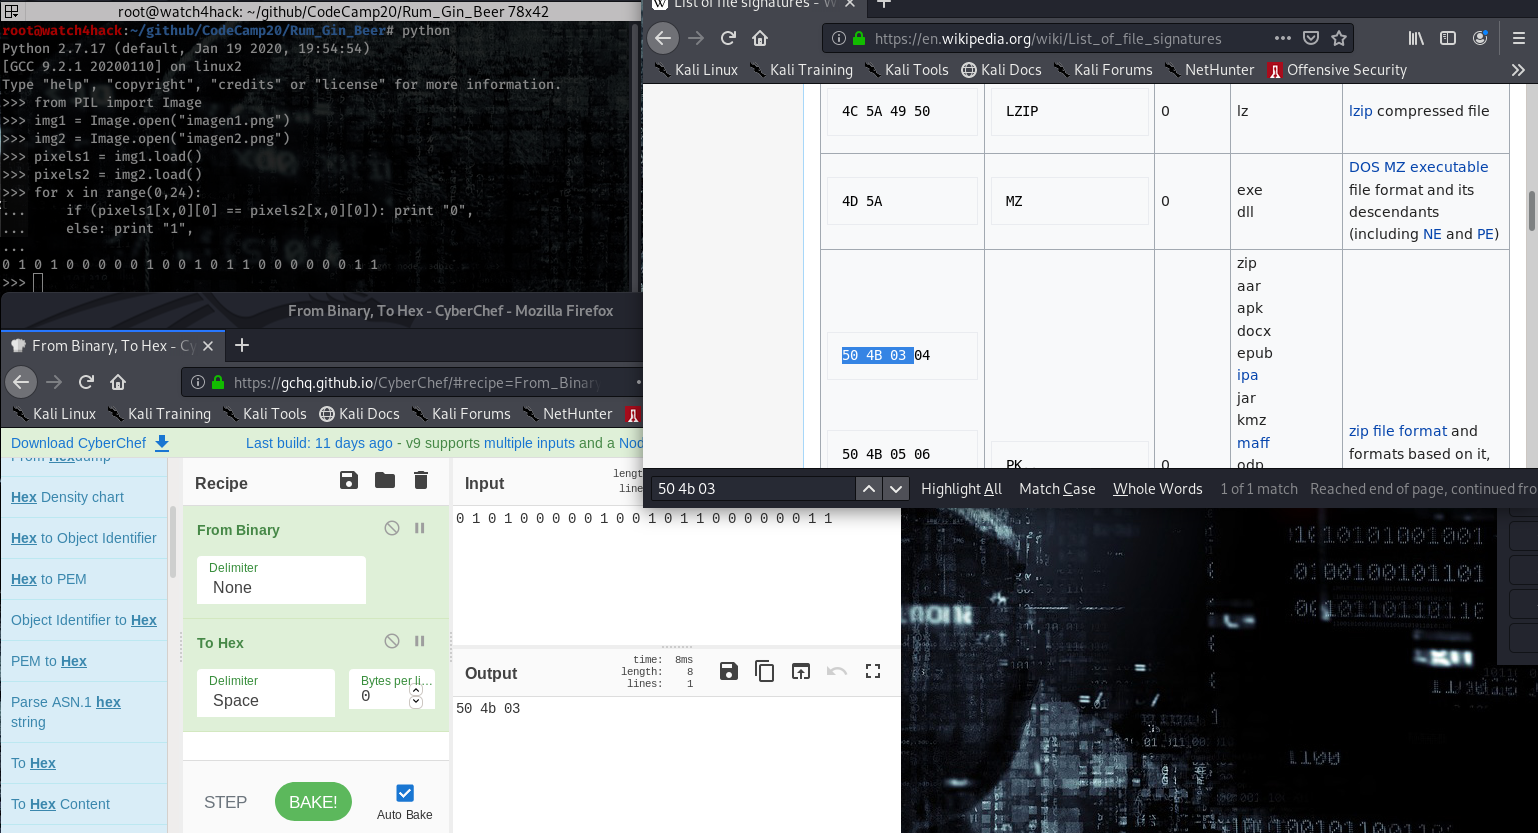 root@watch4hack: ~/github/CodeCamp20/Rum_Gin_Beer 78x42
root@watch4hack:~/github/CodeCamp20/Rum_Gin_Beer# python
Python 2.7.17 (default, Jan 19 2020, 19:54:54)
[GCC 9.2.1 20200110] on linux2
Type "help", "copyright", "credits" or "license" for more information.
>>> from PIL import Image
>>> img1 = Image.open("imagen1.png")
>>> img2 = Image.open("imagen2.png")
>>> pixels1 = img1.load()
>>> pixels2 = img2.load()
>>> for x in range(0,24):
...     if (pixels1[x,0][0] == pixels2[x,0][0]): print "0",
...     else: print "1",
...
0 1 0 1 0 0 0 0 0 1 0 0 1 0 1 1 0 0 0 0 0 0 1 1
>>>
List of file signatures - W
https://en.wikipedia.org/wiki/List_of_file_signatures
Kali Linux Kali Training Kali Tools Kali Docs Kali Forums NetHunter Offensive Security
4C 5A 49 50 LZIP 0 lz lzip compressed file
4D 5A MZ 0
exe
dll
DOS MZ executable
file format and its
descendants
(including NE and PE)
50 4B 03 04
50 4B 05 06
PK.. 0
zip
aar
apk
docx
epub
ipa
jar
kmz
maff
odp
zip file format and
formats based on it,
50 4b 03 Highlight All Match Case Whole Words 1 of 1 match Reached end of page, continued fro
From Binary, To Hex - CyberChef - Mozilla Firefox
From Binary, To Hex - Cy
https://gchq.github.io/CyberChef/#recipe=From_Binary
Kali Linux Kali Training Kali Tools Kali Docs Kali Forums NetHunter
Download CyberChef Last build: 11 days ago - v9 supports multiple inputs and a Nod
From Hexdump
Hex Density chart
Hex to Object Identifier
Hex to PEM
Object Identifier to Hex
PEM to Hex
Parse ASN.1 hex
string
To Hex
To Hex Content
Recipe
From Binary
Delimiter
None
To Hex
Delimiter
Space
Bytes per li...
0
STEP BAKE! Auto Bake
Input
lengt
line
0 1 0 1 0 0 0 0 0 1 0 0 1 0 1 1 0 0 0 0 0 0 1 1
Output
time: 8ms
length: 8
lines: 1
50 4b 03